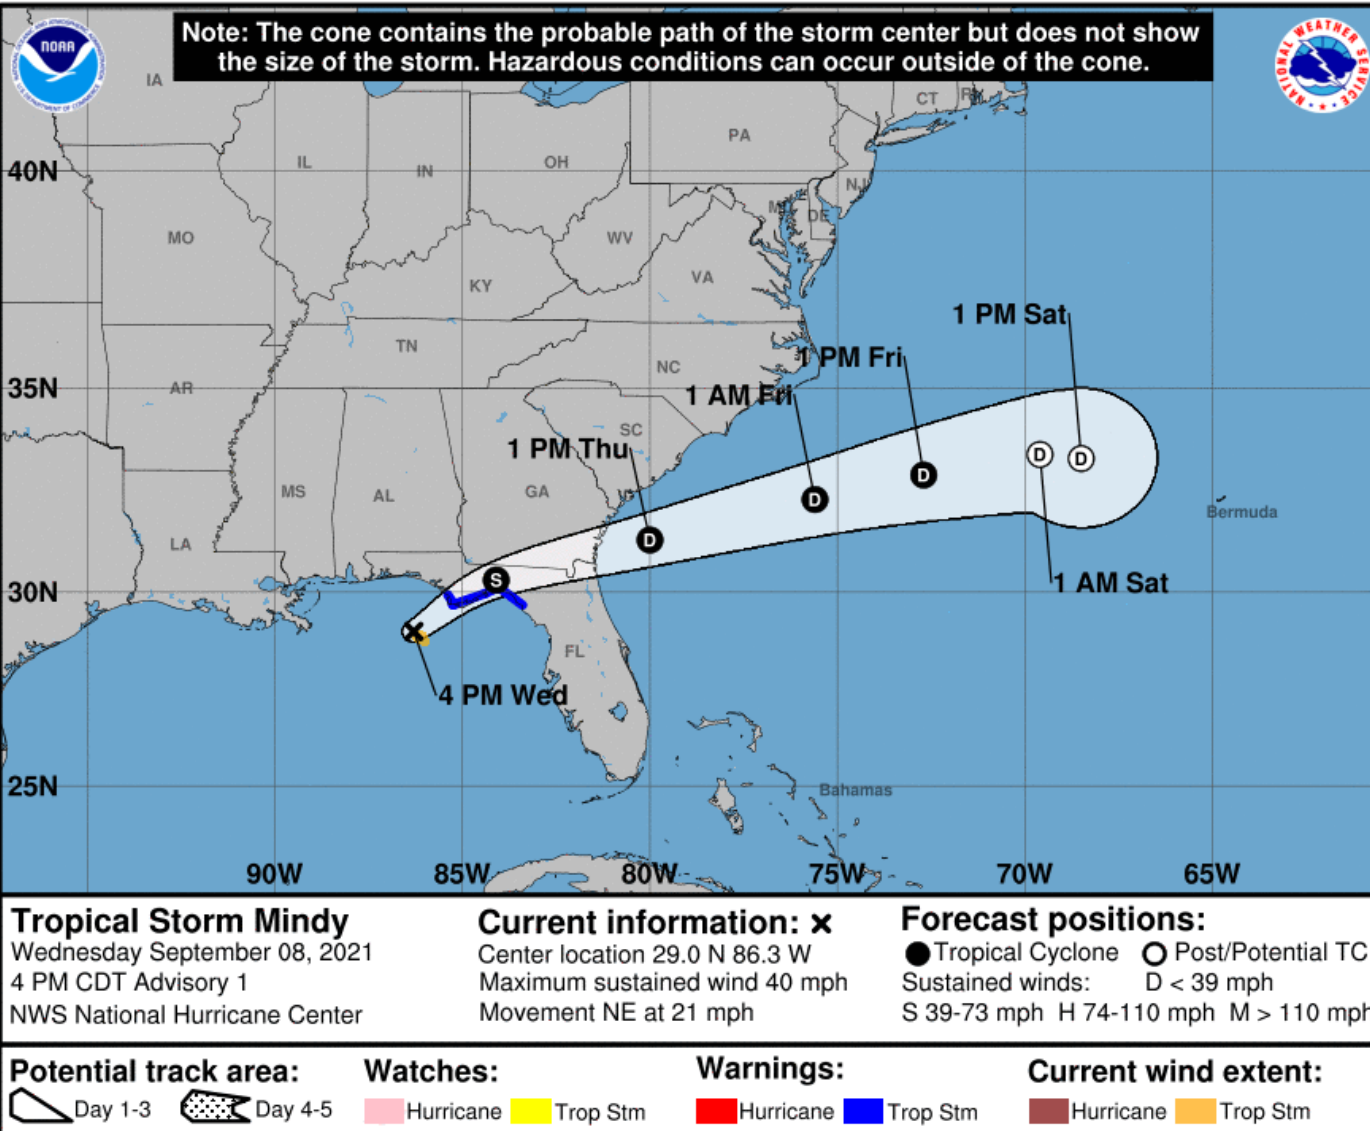 Note: The cone contains the probable path of the storm center but does not show
the size of the storm. Hazardous conditions can occur outside of the cone.
NOAA
NATIONAL WEATHER SERVICE
IA
CT
PA
40N
IL
IN
OH
NJ
DE
MO
WV
VA
KY
1 PM Sat
TN
1 PM Fri
NC
35N
AR
1 AM Fri
SC
1 PM Thu
D
D
D
D
MS
AL
GA
Bermuda
LA
D
S
1 AM Sat
30N
FL
4 PM Wed
25N
Bahamas
90W
85W
80W
75W
70W
65W
Tropical Storm Mindy
Wednesday September 08, 2021
4 PM CDT Advisory 1
NWS National Hurricane Center
Current information: x
Center location 29.0 N 86.3 W
Maximum sustained wind 40 mph
Movement NE at 21 mph
Forecast positions:
Tropical Cyclone Post/Potential TC
Sustained winds: D < 39 mph
S 39-73 mph H 74-110 mph M > 110 mph
Potential track area:
Day 1-3 Day 4-5
Watches:
Hurricane Trop Stm
Warnings:
Hurricane Trop Stm
Current wind extent:
Hurricane Trop Stm